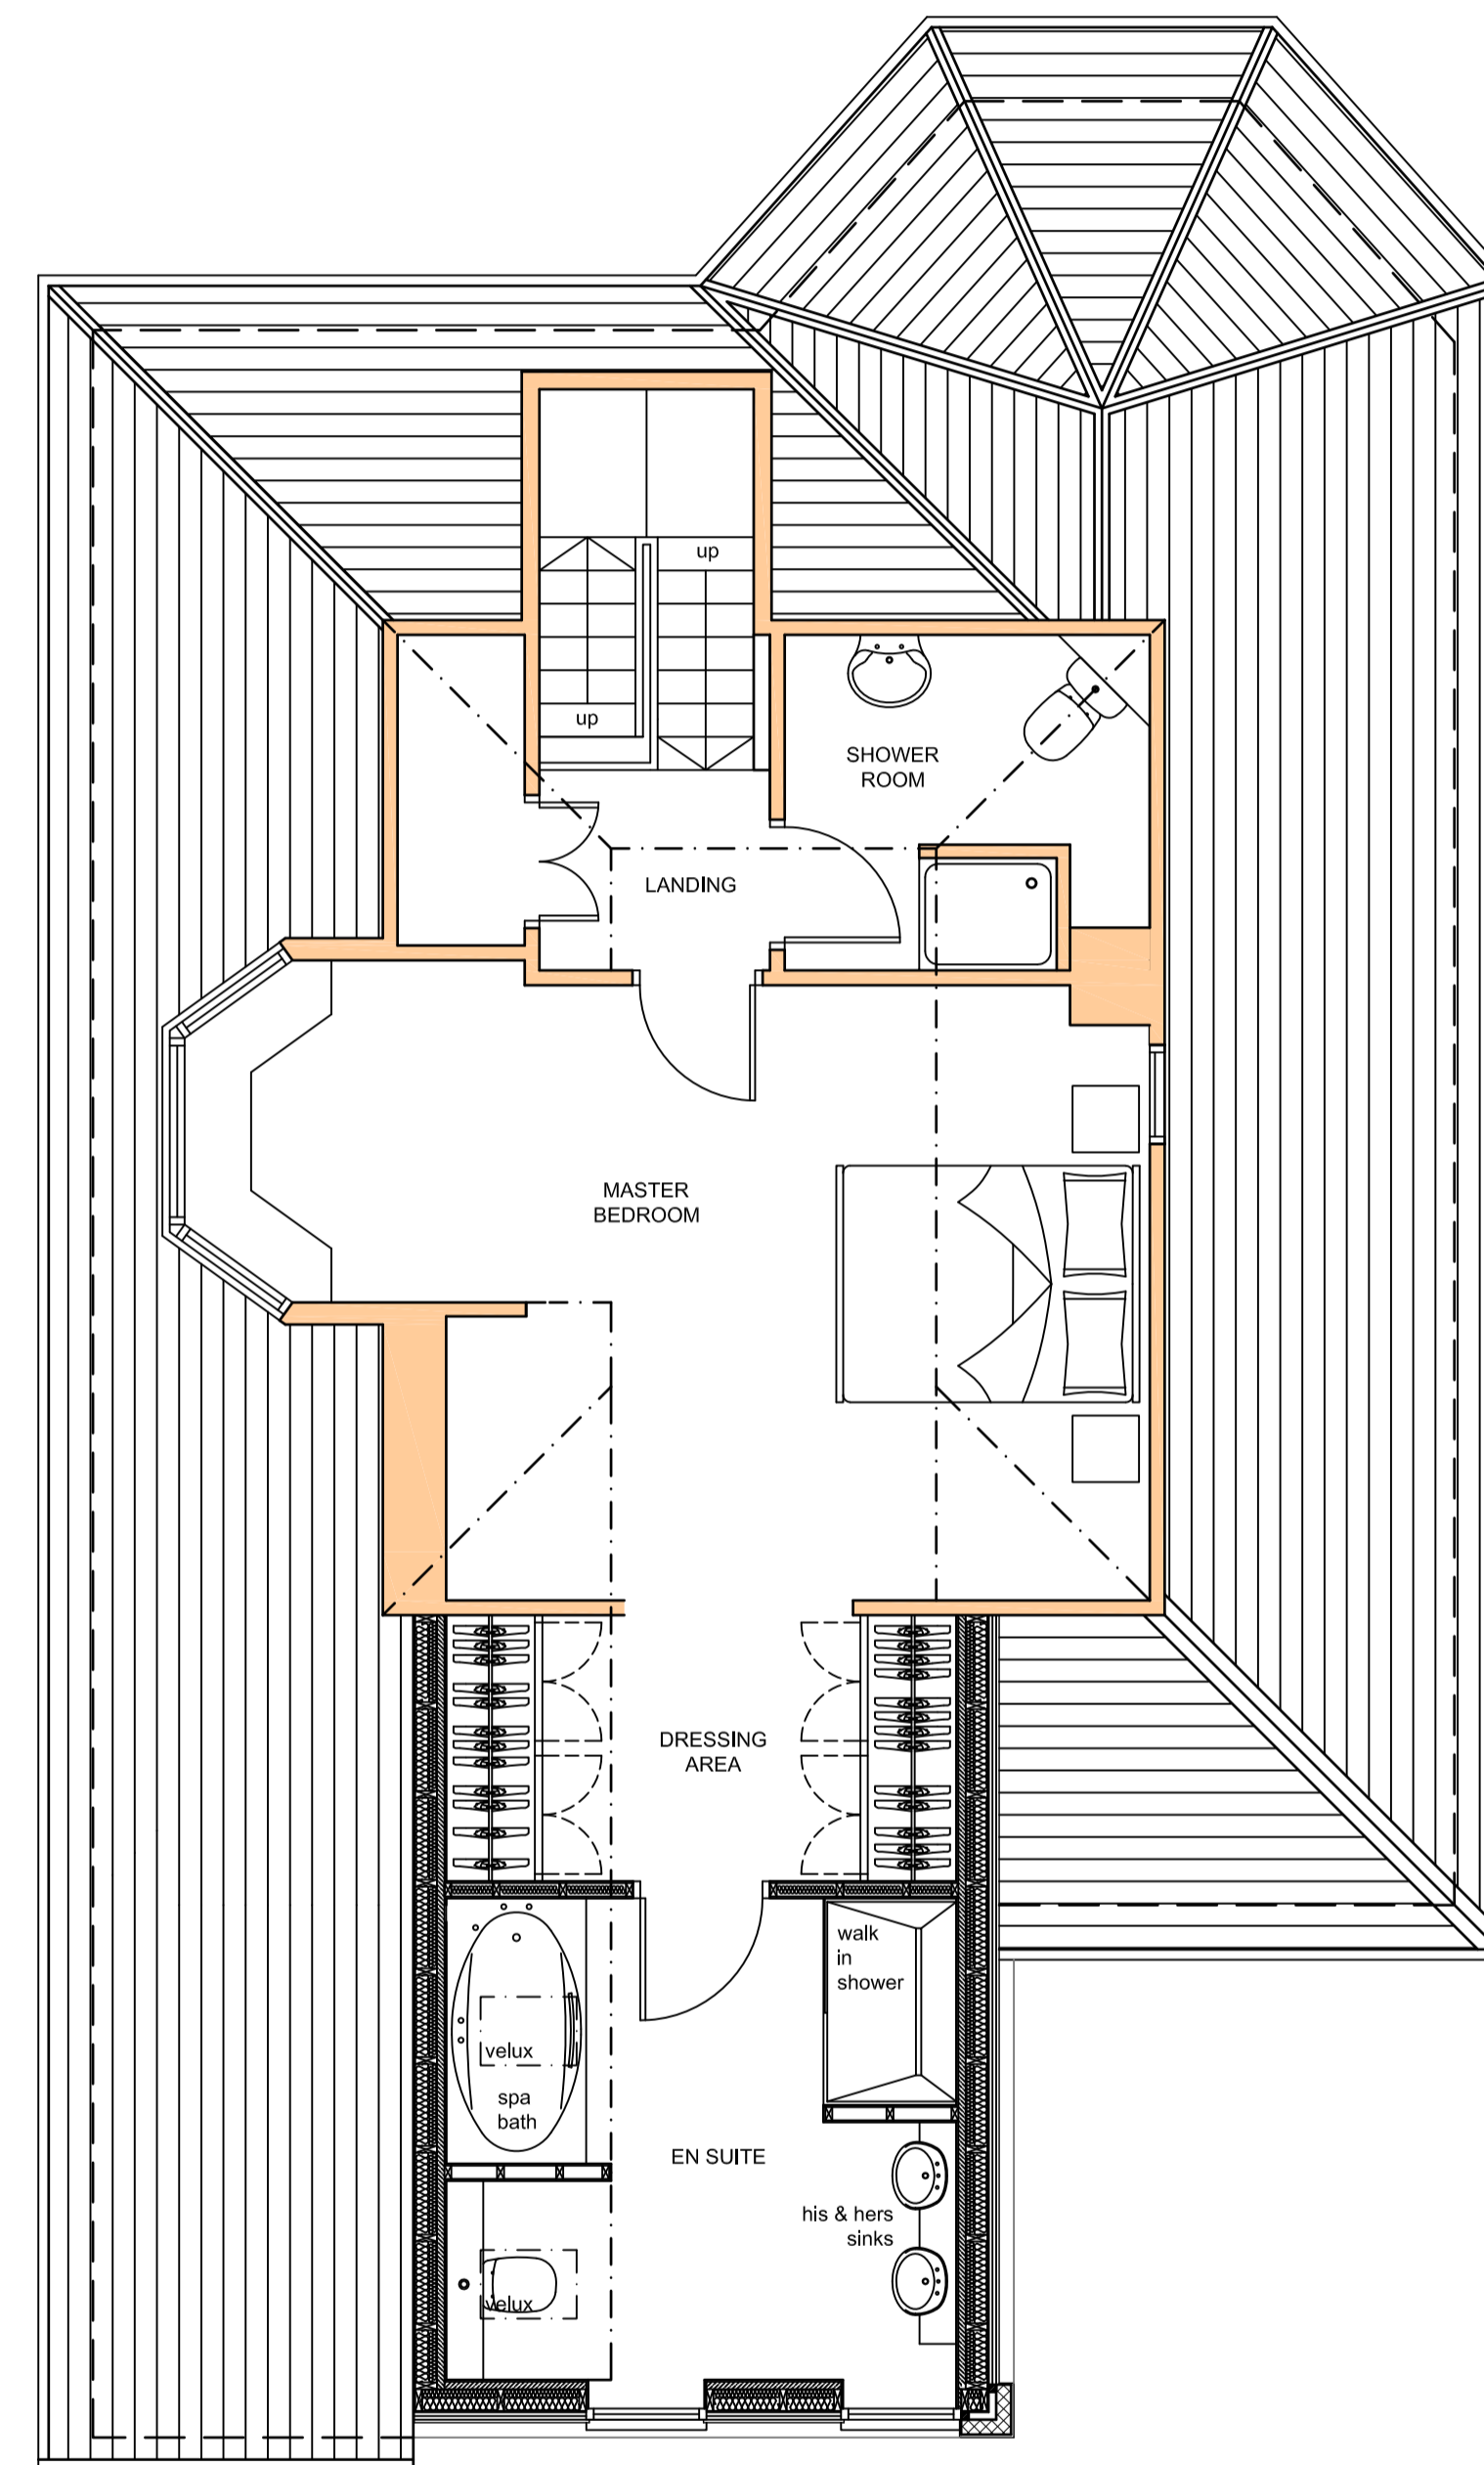 up
up
SHOWER
ROOM
LANDING
MASTER
BEDROOM
DRESSING
AREA
walk
in
shower
velux
spa
bath
EN SUITE
his & hers
sinks
velux